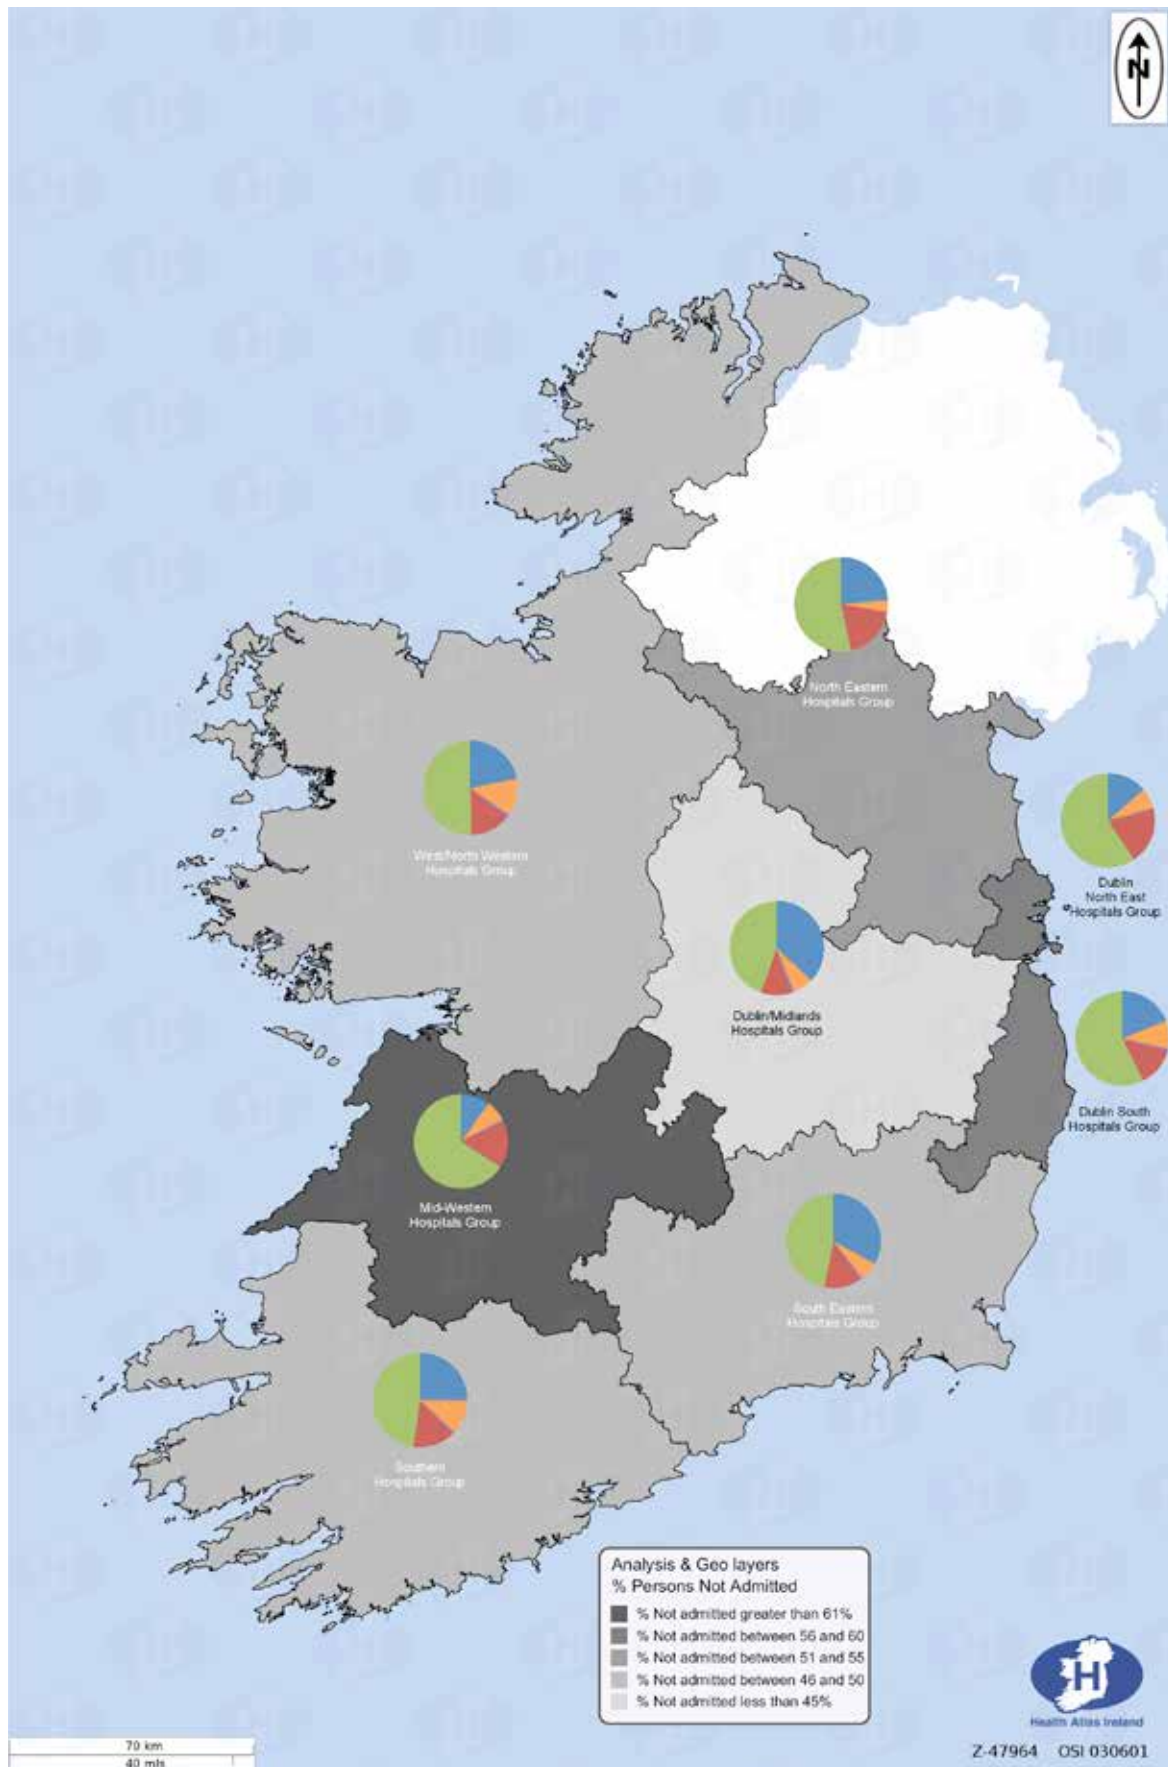 N
North Eastern
Hospitals Group
West/North Western
Hospitals Group
Dublin
North East
Hospitals Group
Dublin/Midlands
Hospitals Group
Dublin South
Hospitals Group
Mid-Western
Hospitals Group
South Eastern
Hospitals Group
Southern
Hospitals Group
Analysis & Geo layers
% Persons Not Admitted
% Not admitted greater than 61%
% Not admitted between 56 and 60
% Not admitted between 51 and 55
% Not admitted between 46 and 50
% Not admitted less than 45%
H
Health Atlas Ireland
70 km
40 mls
Z-47964 OSI 030601